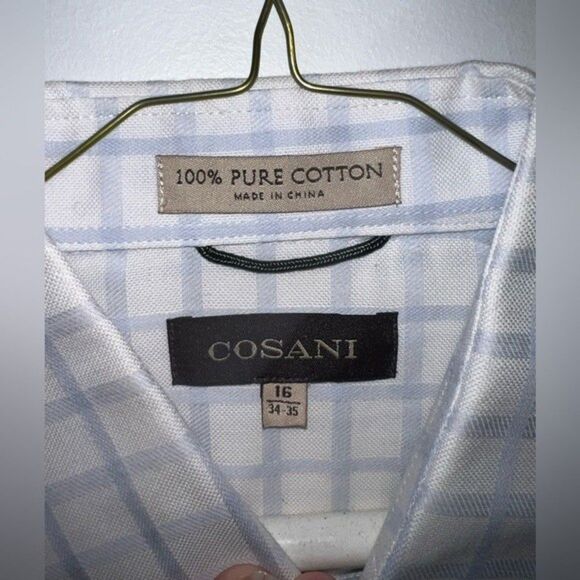 100% PURE COTTON
MADE IN CHINA
COSANI
16
34-35